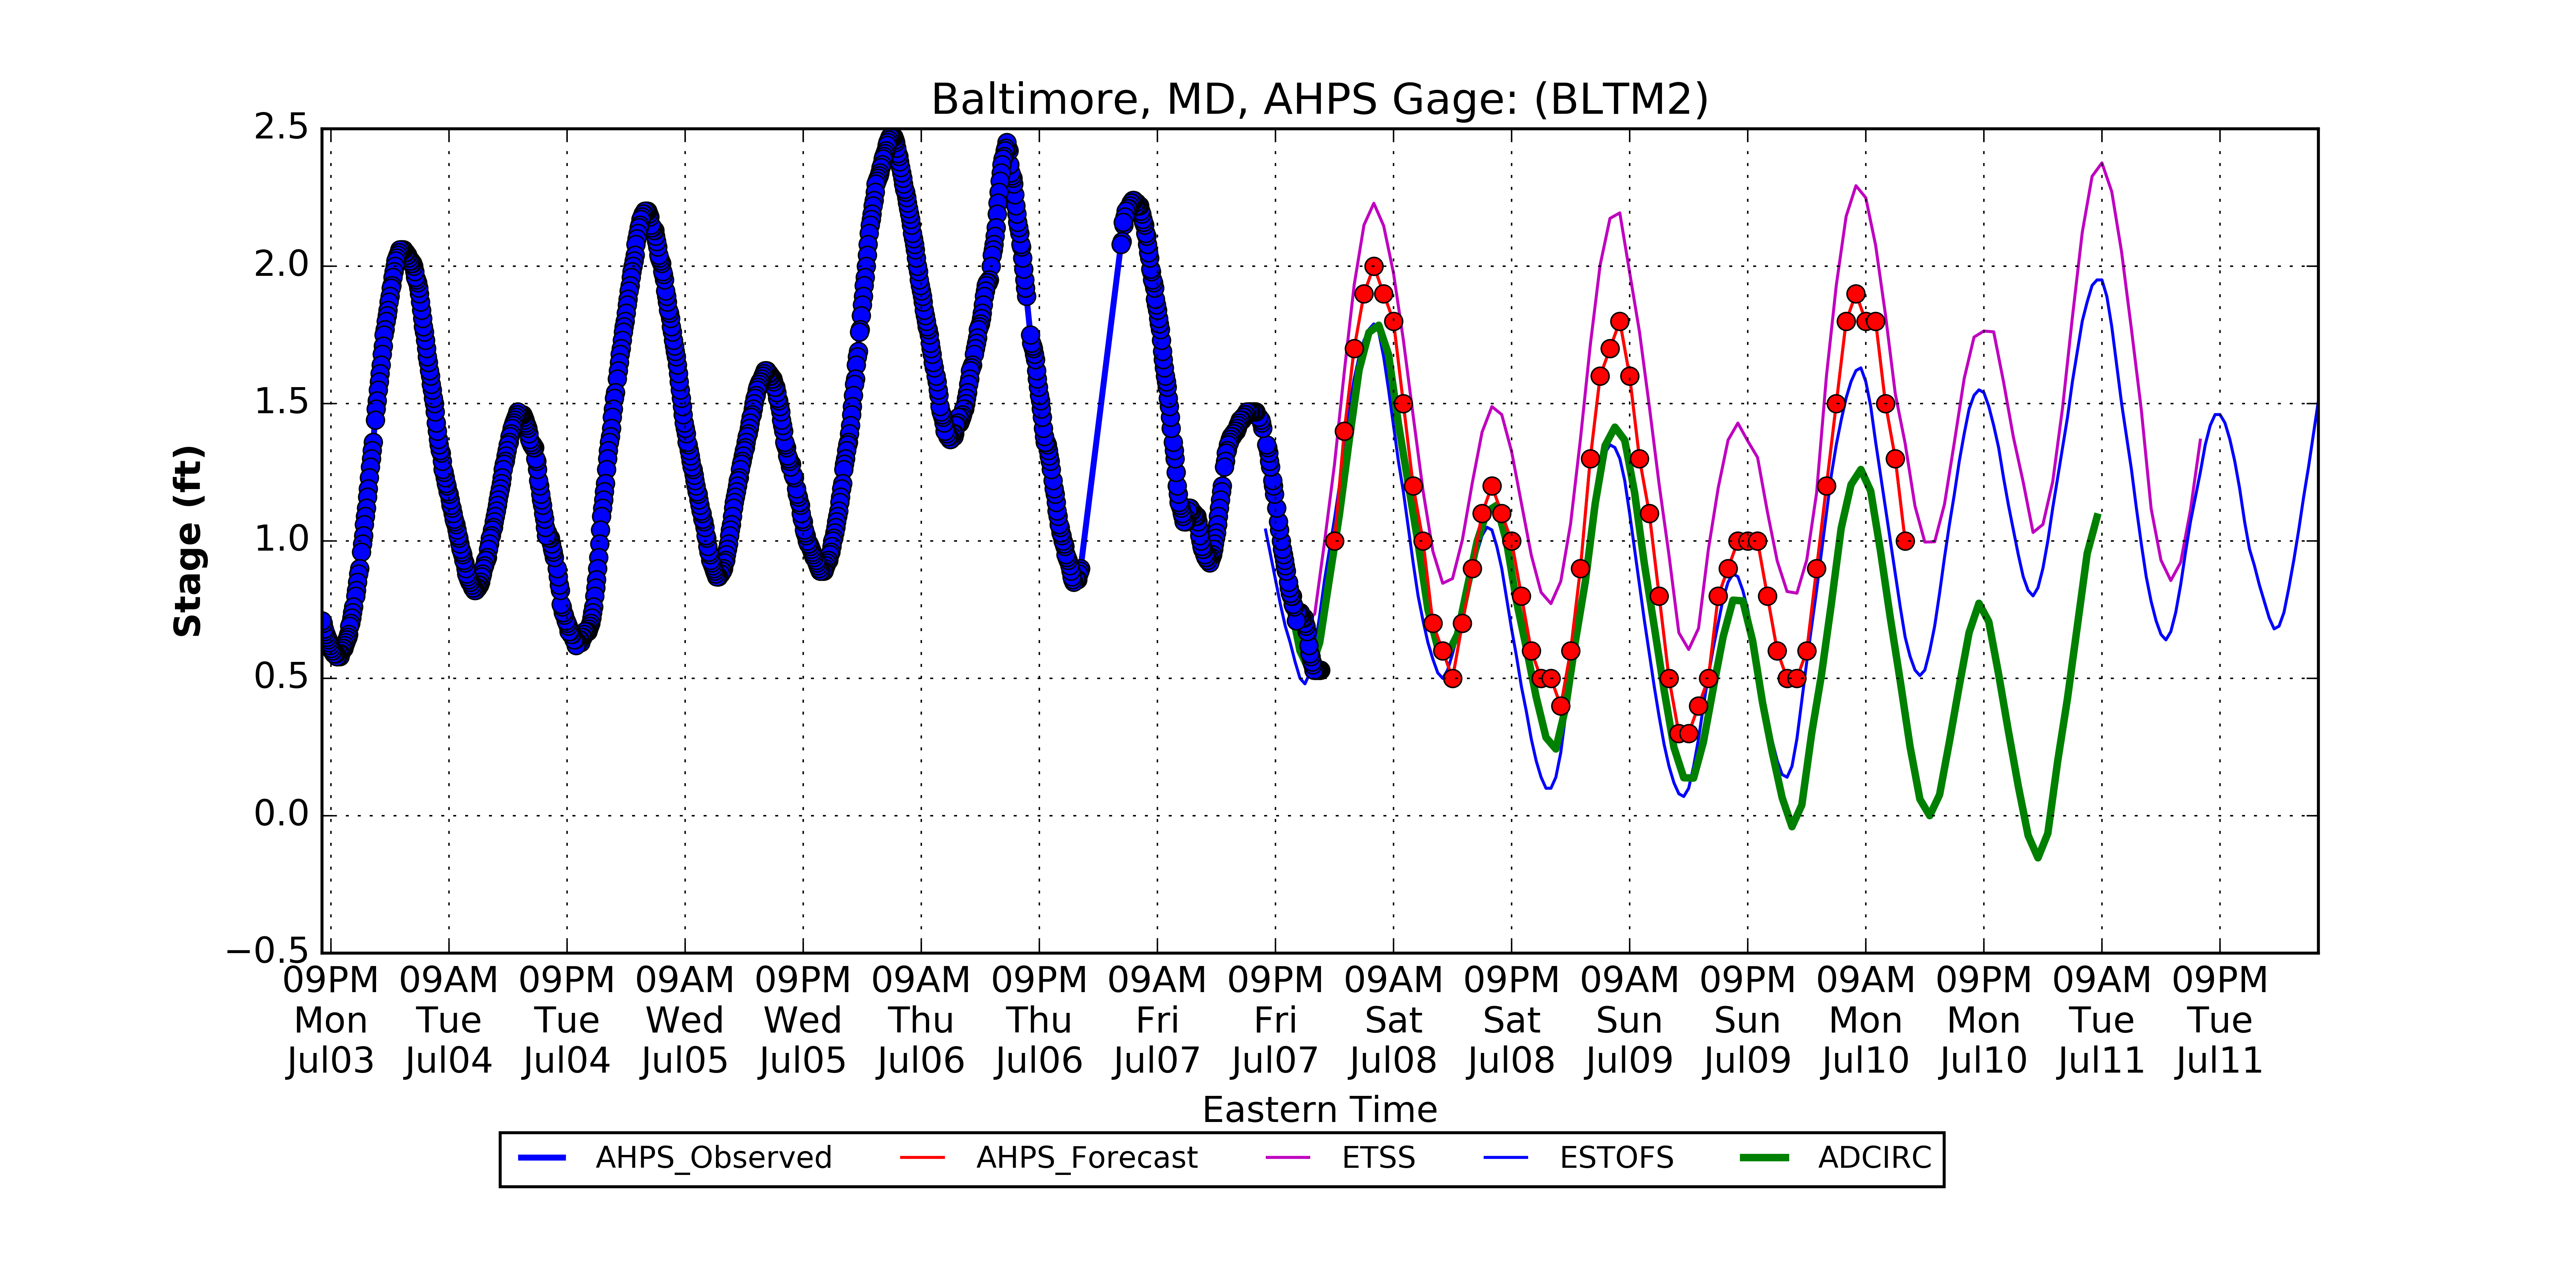 Baltimore, MD, AHPS Gage: (BLTM2)
Stage (ft)
2.5
2.0
1.5
1.0
0.5
0.0
−0.5
09PM 09AM 09PM 09AM 09PM 09AM 09PM 09AM 09PM 09AM 09PM 09AM 09PM 09AM 09PM 09AM 09PM
Mon Tue Tue Wed Wed Thu Thu Fri Fri Sat Sat Sun Sun Mon Mon Tue Tue
Jul03 Jul04 Jul04 Jul05 Jul05 Jul06 Jul06 Jul07 Jul07 Jul08 Jul08 Jul09 Jul09 Jul10 Jul10 Jul11 Jul11
Eastern Time
AHPS_Observed AHPS_Forecast ETSS ESTOFS ADCIRC